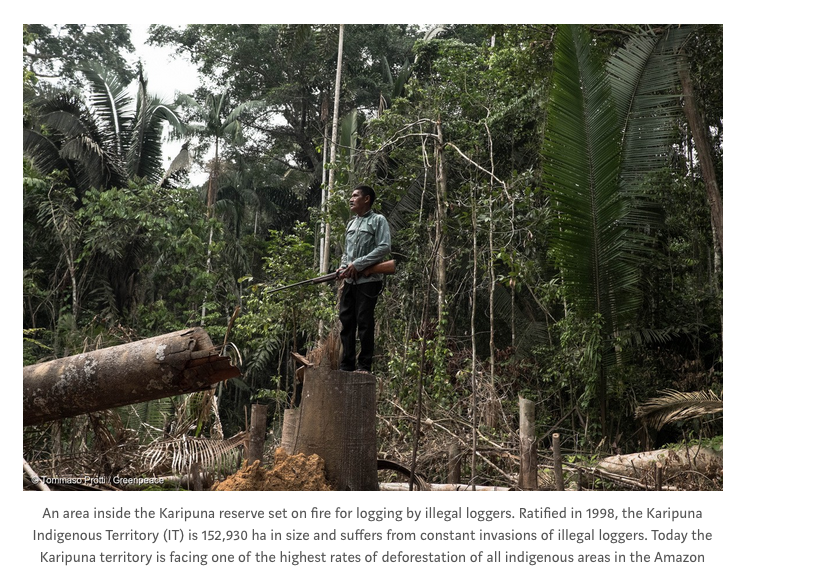 © Tommaso Protti / Greenpeace
An area inside the Karipuna reserve set on fire for logging by illegal loggers. Ratified in 1998, the Karipuna
Indigenous Territory (IT) is 152,930 ha in size and suffers from constant invasions of illegal loggers. Today the
Karipuna territory is facing one of the highest rates of deforestation of all indigenous areas in the Amazon